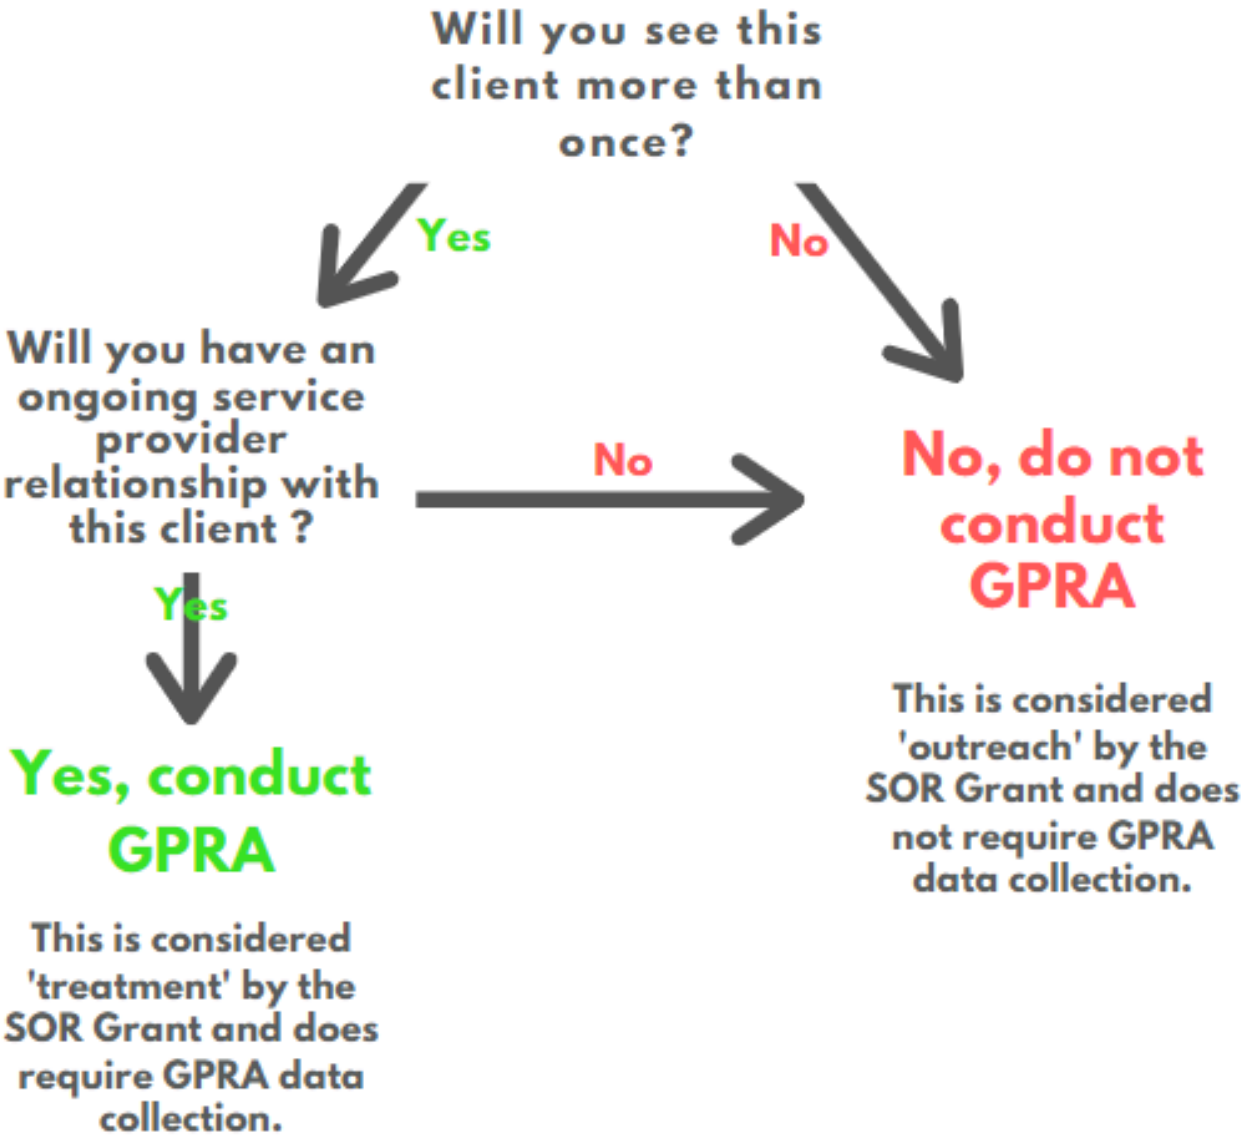 Will you see this
client more than
once?
Yes
No
Will you have an
ongoing service
provider
relationship with
this client ?
No
No, do not
conduct
GPRA
Yes
This is considered
'outreach' by the
SOR Grant and does
not require GPRA
data collection.
Yes, conduct
GPRA
This is considered
'treatment' by the
SOR Grant and does
require GPRA data
collection.